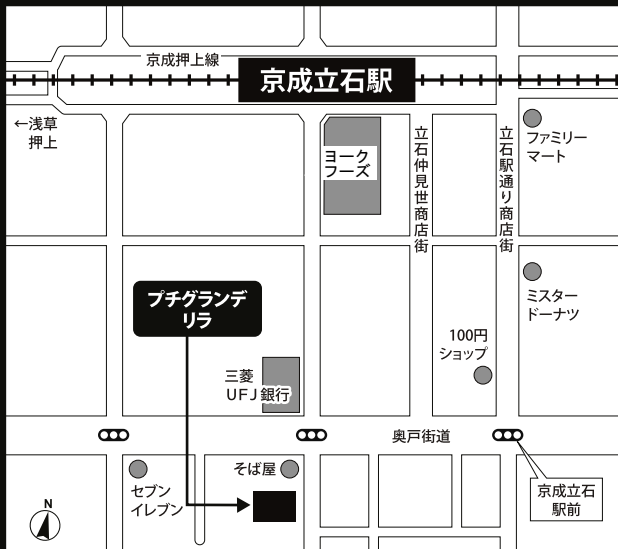 京成押上線
京成立石駅
←浅草
押上
ヨーク
フーズ
立石仲見世商店街
立石駅通り商店街
ファミリー
マート
プチグランデ
リラ
ミスター
ドーナツ
100円
ショップ
三菱
UFJ銀行
奥戸街道
セブン
イレブン
そば屋
京成立石
駅前
N